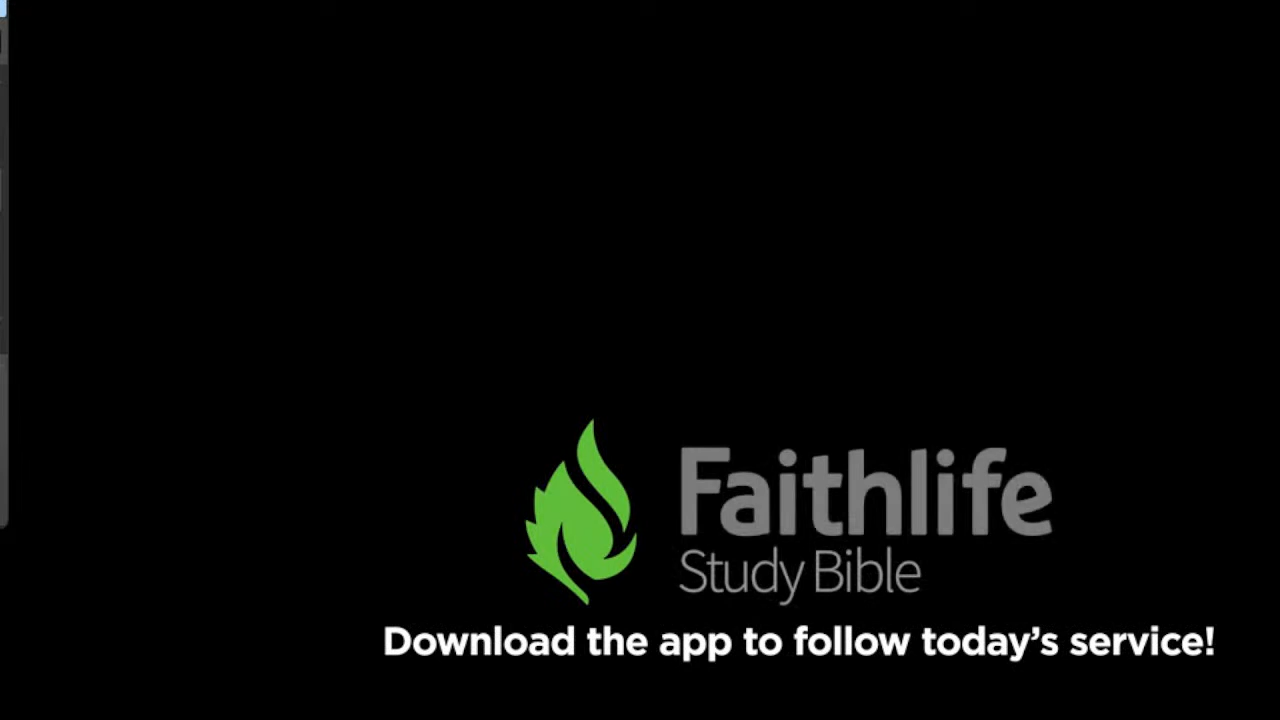 Faithlife
Study Bible
Download the app to follow today’s service!